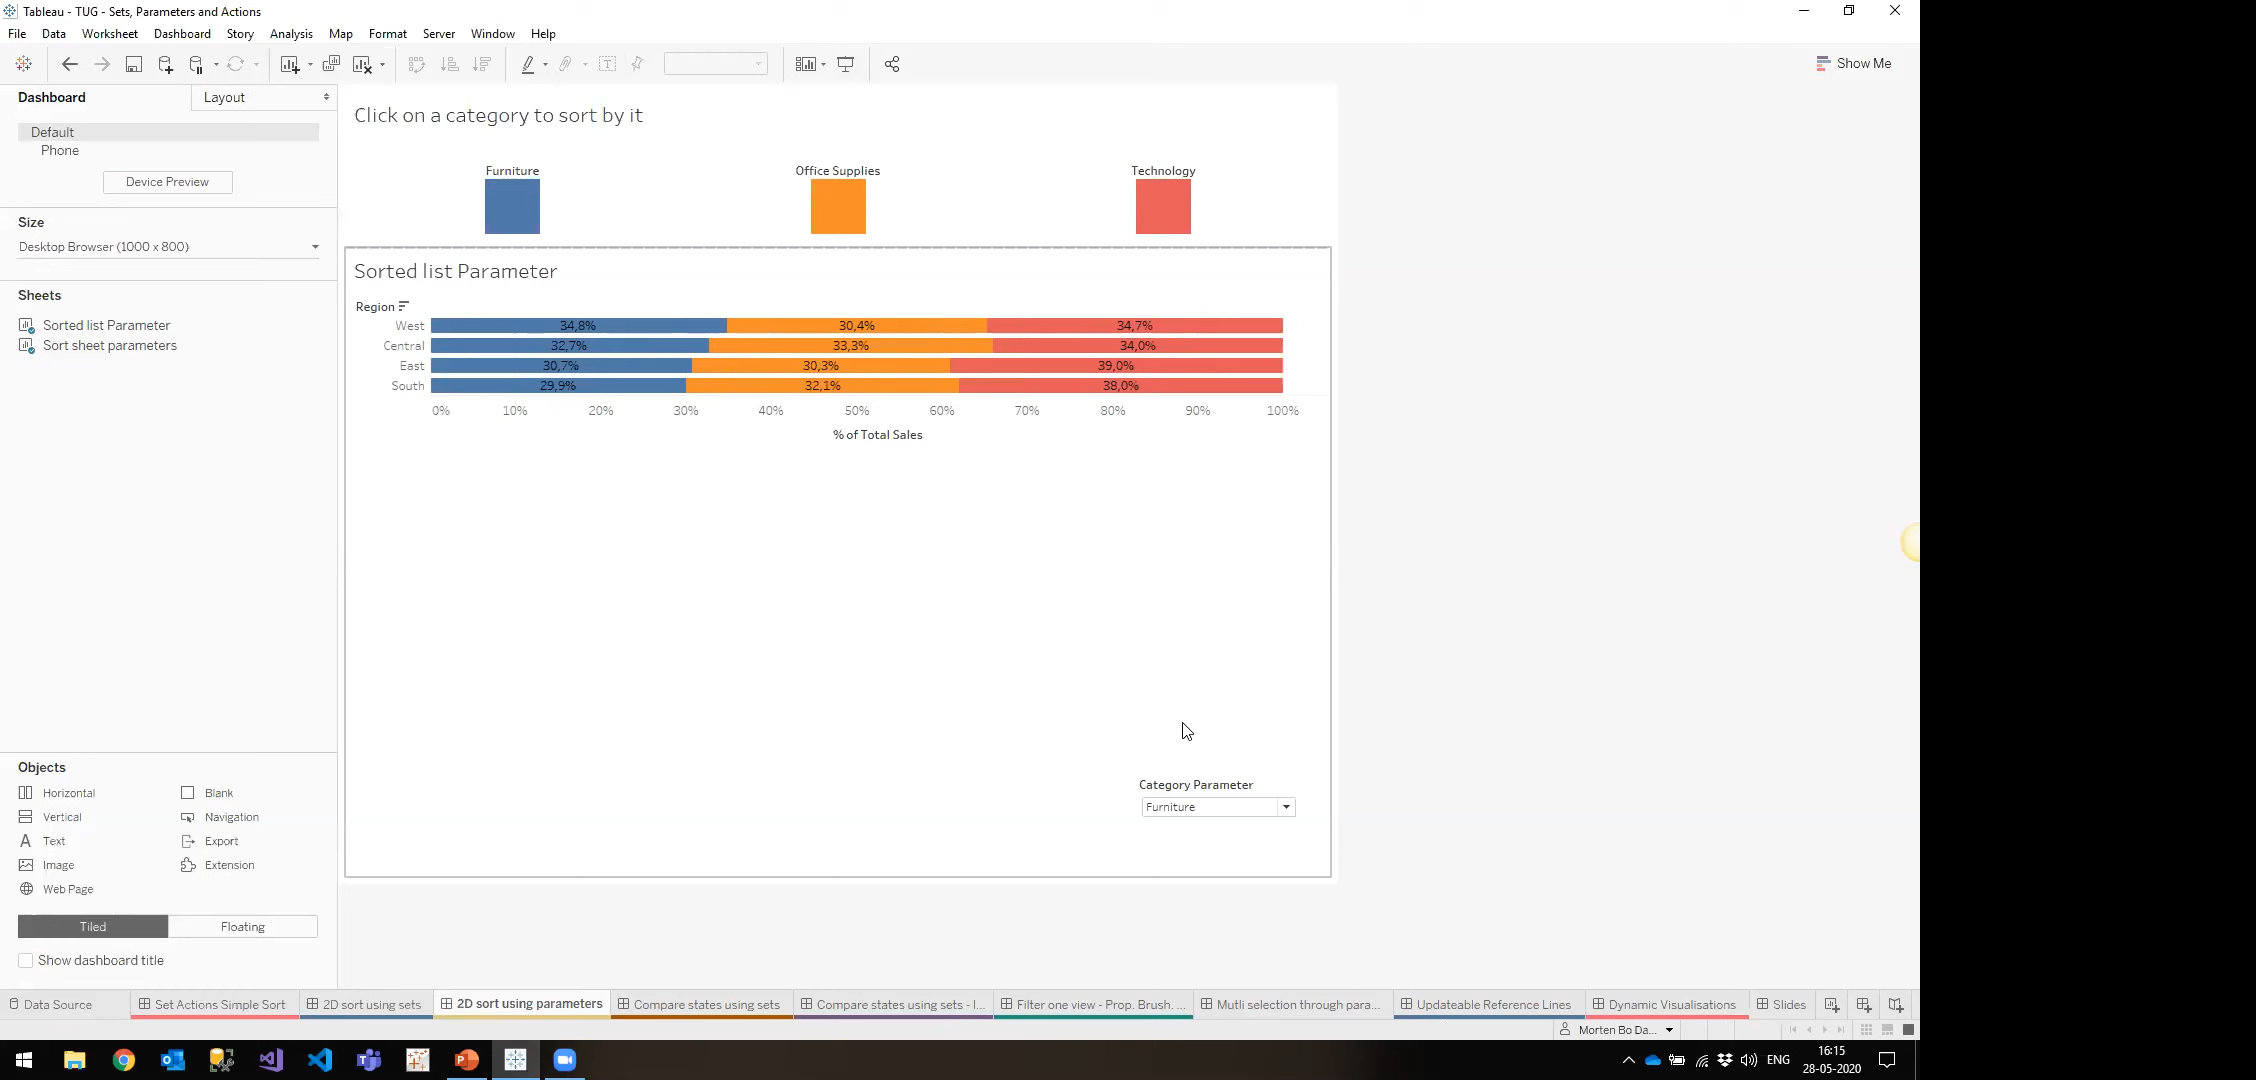 Tableau - TUG - Sets, Parameters and Actions
File Data Worksheet Dashboard Story Analysis Map Format Server Window Help
Show Me
Dashboard Layout
Default
Phone
Device Preview
Size
Desktop Browser (1000 x 800)
Sheets
Sorted list Parameter
Sort sheet parameters
Objects
Horizontal Blank
Vertical Navigation
Text Export
Image Extension
Web Page
Tiled Floating
Show dashboard title
Click on a category to sort by it
Furniture Office Supplies Technology
Sorted list Parameter
Region
West 34,8% 30,4% 34,7%
Central 32,7% 33,3% 34,0%
East 30,7% 30,3% 39,0%
South 29,9% 32,1% 38,0%
0% 10% 20% 30% 40% 50% 60% 70% 80% 90% 100%
% of Total Sales
Category Parameter
Furniture
Data Source Set Actions Simple Sort 2D sort using sets 2D sort using parameters Compare states using sets Compare states using sets - I... Filter one view - Prop. Brush. ... Mutli selection through para... Updateable Reference Lines Dynamic Visualisations Slides
Morten Bo Da...
ENG
16:15
28-05-2020